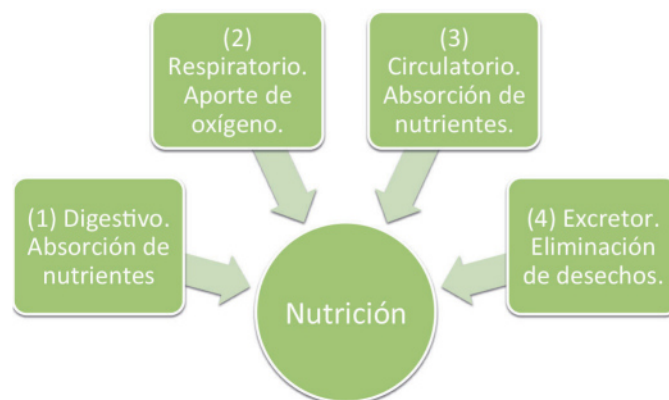 (1) Digestivo.
Absorción de
nutrientes
(2)
Respiratorio.
Aporte de
oxígeno.
(3)
Circulatorio.
Absorción de
nutrientes.
(4) Excretor.
Eliminación
de desechos.
Nutrición